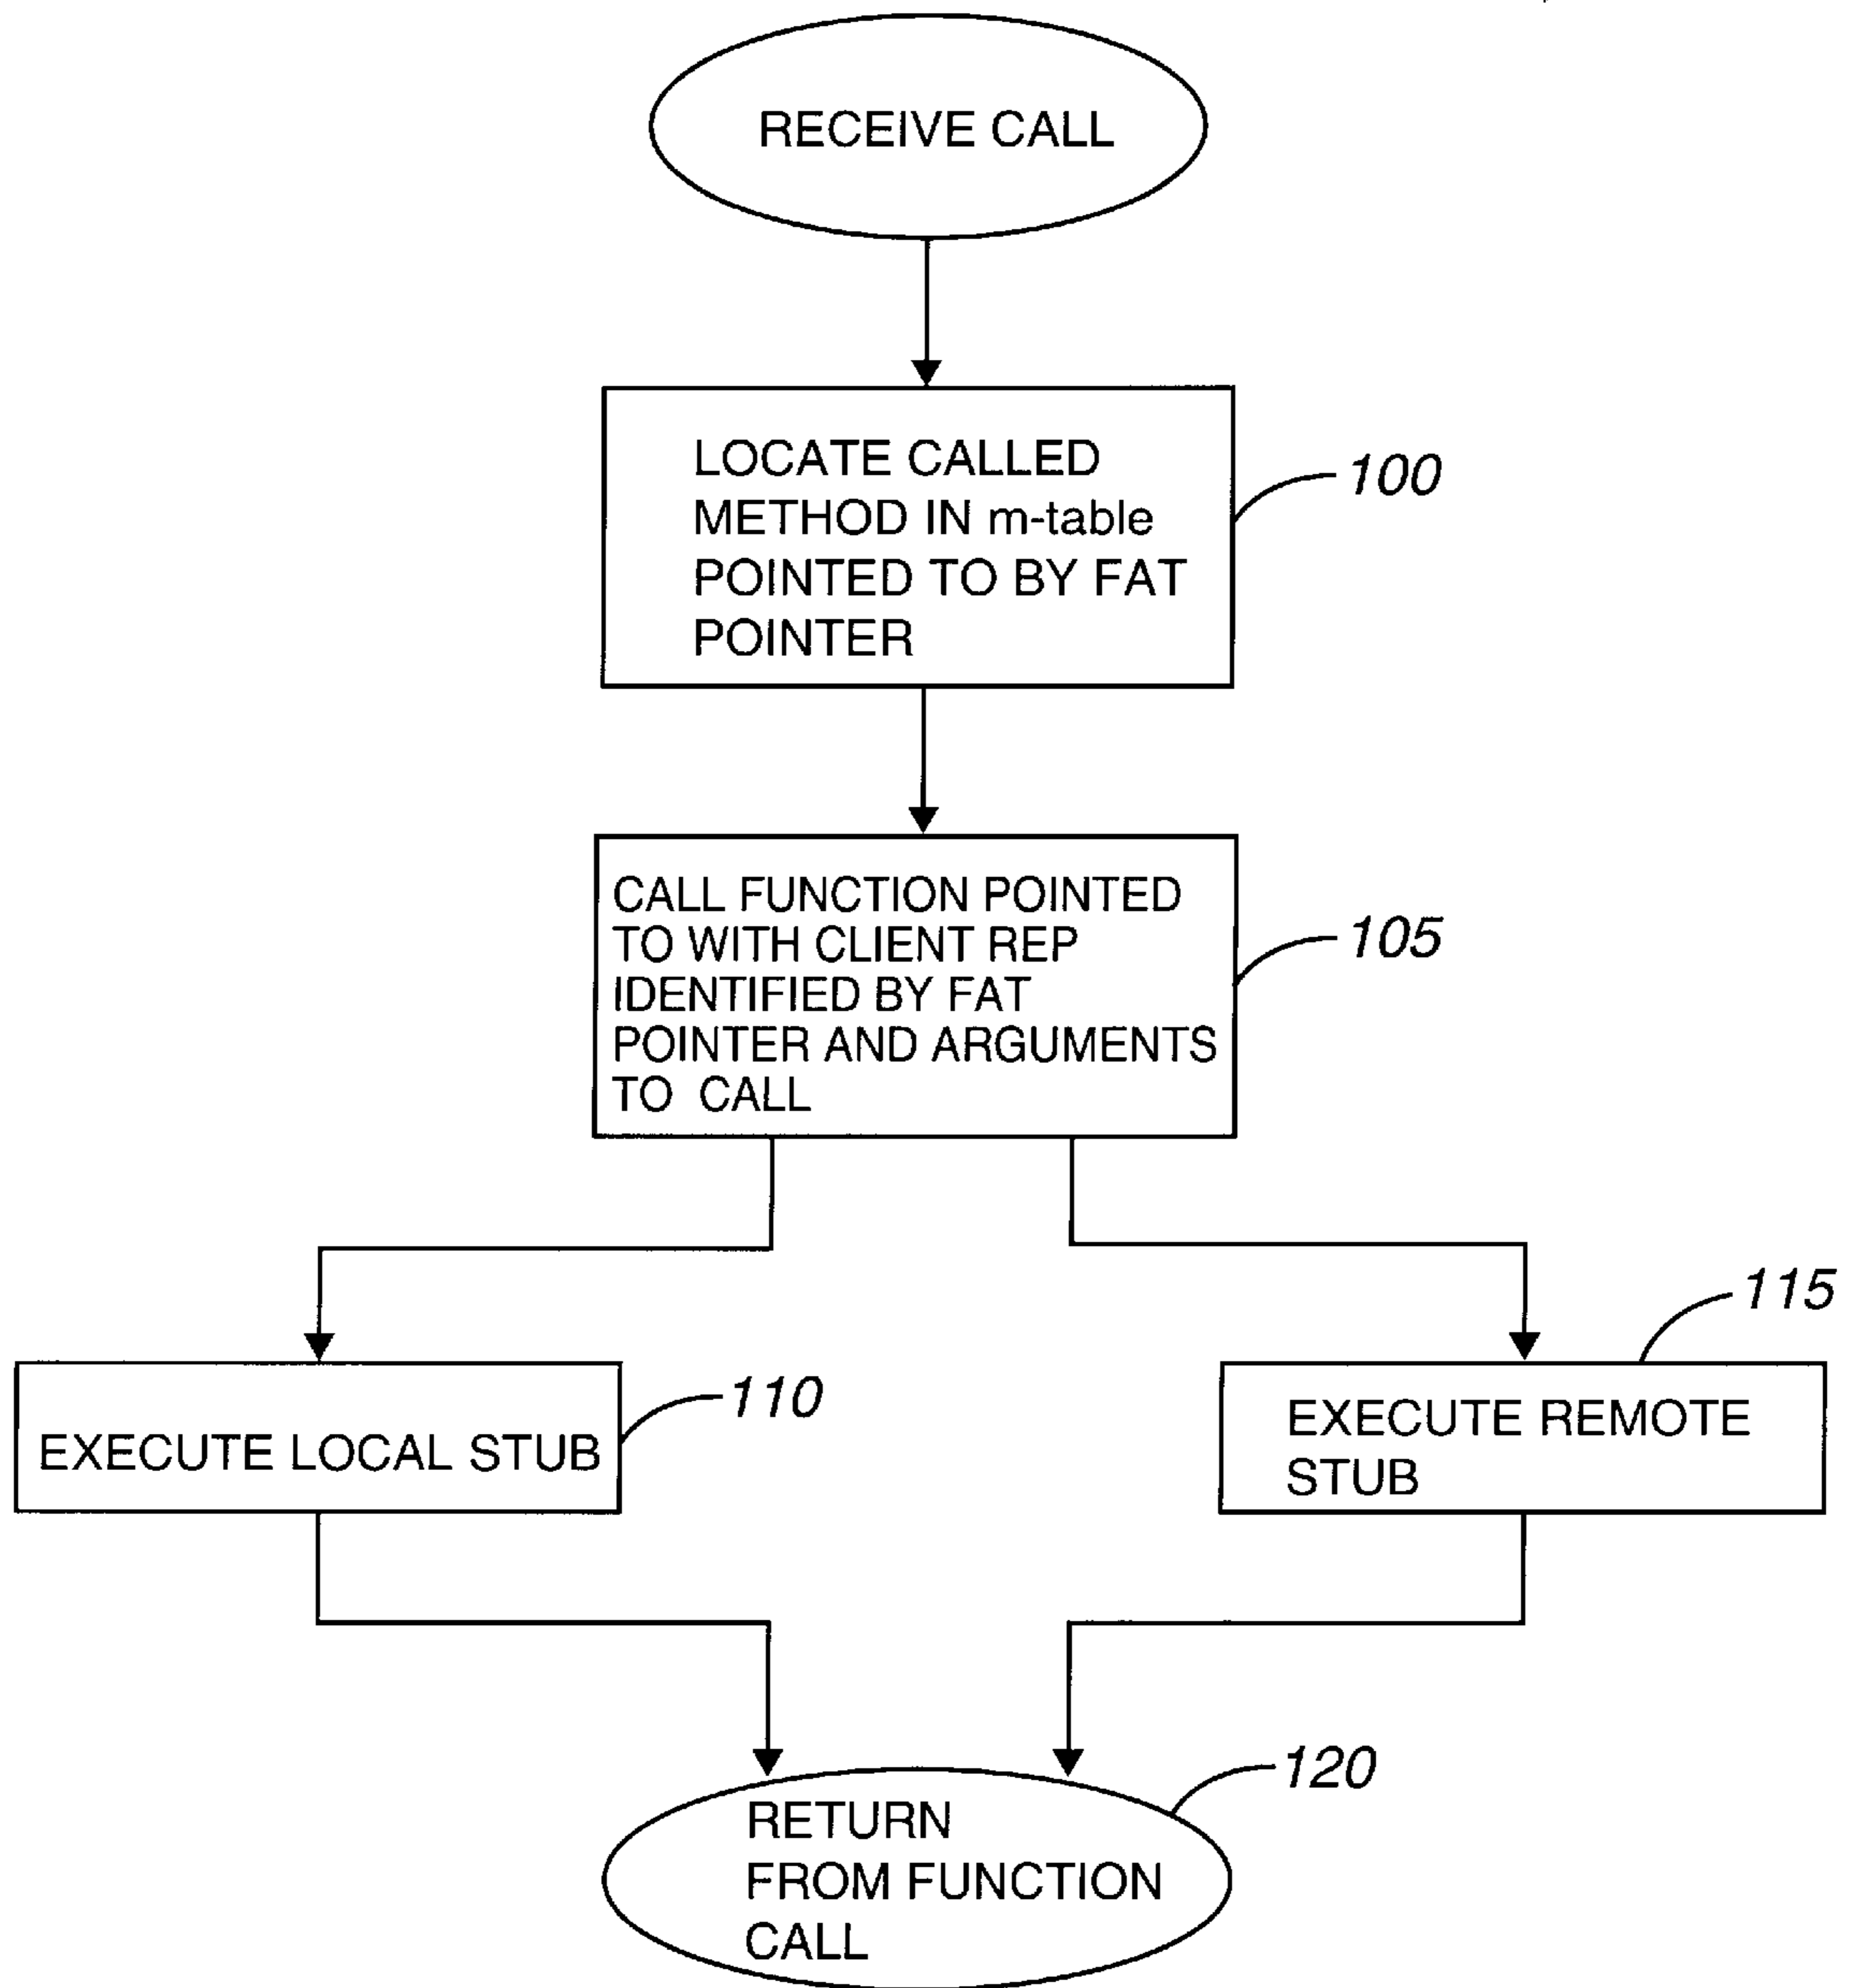 RECEIVE CALL
LOCATE CALLED
METHOD IN m-table
POINTED TO BY FAT
POINTER
100
CALL FUNCTION POINTED
TO WITH CLIENT REP
IDENTIFIED BY FAT
POINTER AND ARGUMENTS
TO CALL
105
EXECUTE LOCAL STUB
110
EXECUTE REMOTE
STUB
115
RETURN
FROM FUNCTION
CALL
120